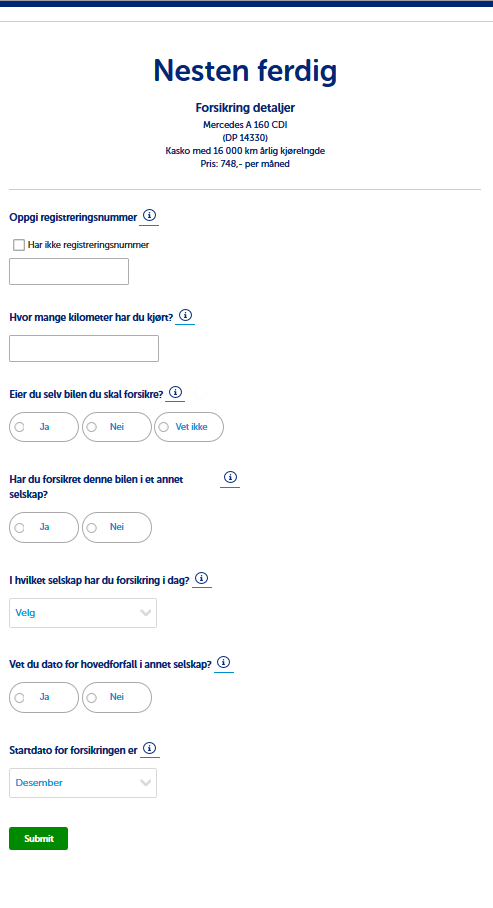 Nesten ferdig
Forsikring detaljer
Mercedes A 160 CDI
(DP 14330)
Kasko med 16 000 km årlig kjørelngde
Pris: 748,- per måned
Oppgi registreringsnummer
Har ikke registreringsnummer
Hvor mange kilometer har du kjørt?
Eier du selv bilen du skal forsikre?
Ja Nei Vet ikke
Har du forsikret denne bilen i et annet
selskap?
Ja Nei
I hvilket selskap har du forsikring i dag?
Velg
Vet du dato for hovedforfall i annet selskap?
Ja Nei
Startdato for forsikringen er
Desember
Submit